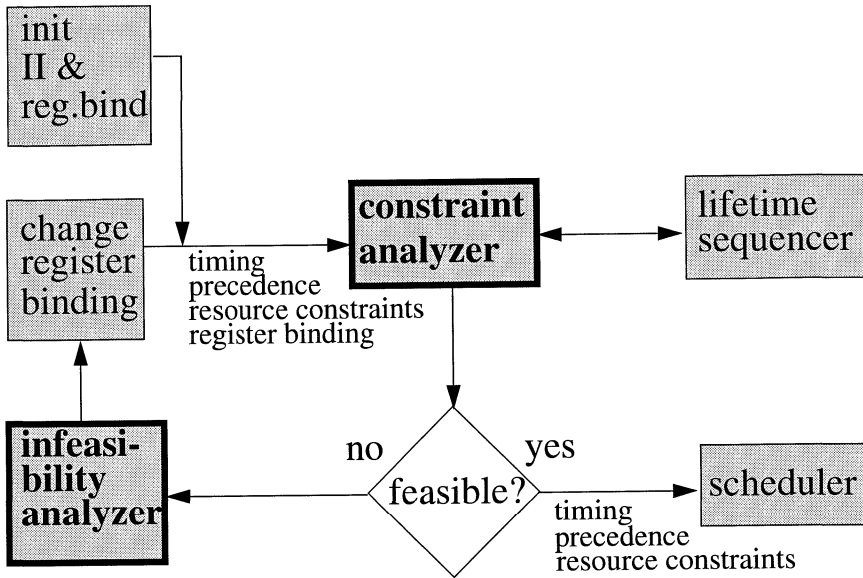 init
II &
reg.bind
change
register
binding
timing
precedence
resource constraints
register binding
constraint
analyzer
lifetime
sequencer
infeasi-
bility
analyzer
no
yes
feasible?
timing
precedence
resource constraints
scheduler